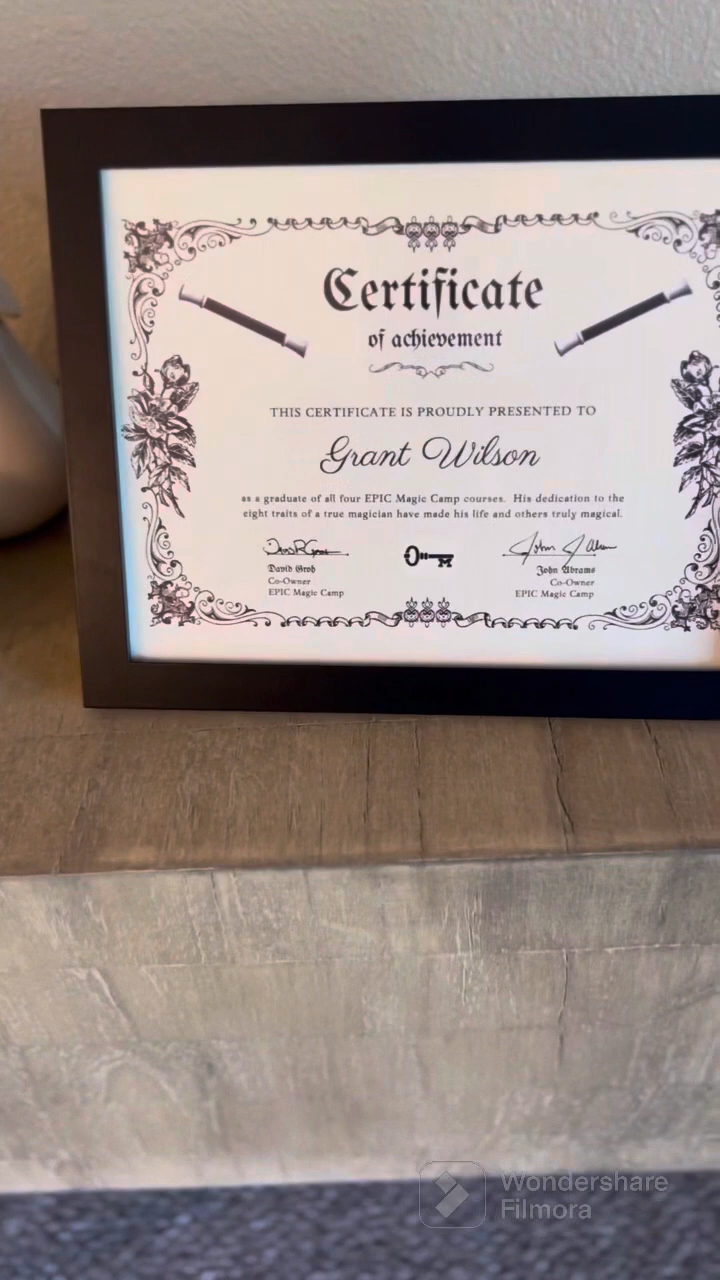 Certificate
of achievement
THIS CERTIFICATE IS PROUDLY PRESENTED TO
Grant Wilson
as a graduate of all four EPIC Magic Camp courses. His dedication to the
eight traits of a true magician have made his life and others truly magical.
David Groh
Co-Owner
EPIC Magic Camp
John Abrams
Co-Owner
EPIC Magic Camp
Wondershare
Filmora